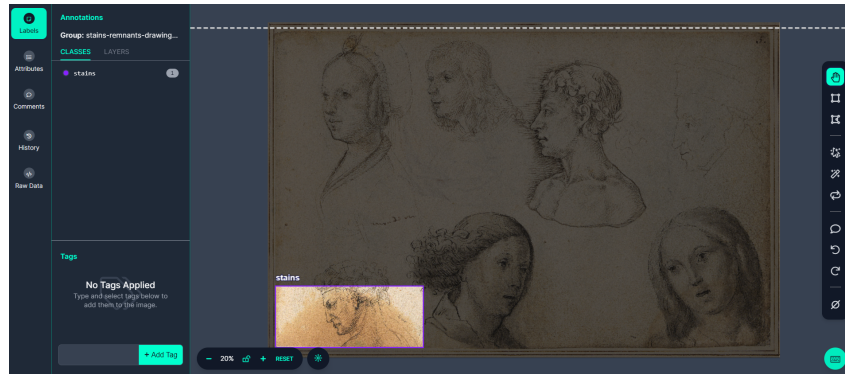 Labels
Attributes
Comments
History
Raw Data
Annotations
Group: stains-remnants-drawing...
CLASSES LAYERS
stains 1
Tags
No Tags Applied
Type and select tags below to
add them to the image.
+ Add Tag
stains
− 20% + RESET